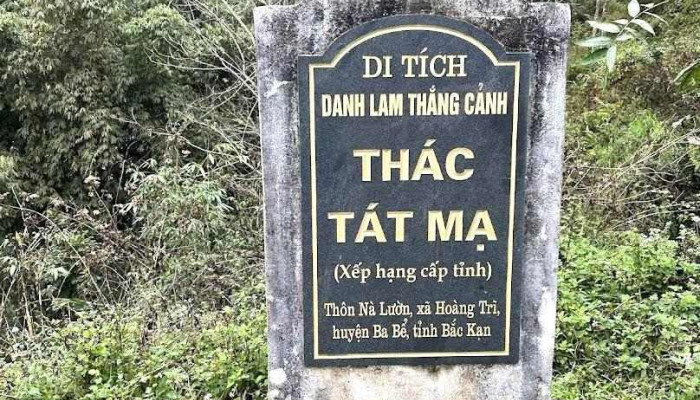 DI TÍCH
DANH LAM THẮNG CẢNH
THÁC
TÁT MẠ
(Xếp hạng cấp tỉnh)
Thôn Nà Lườn, xã Hoàng Trĩ,
huyện Ba Bể, tỉnh Bắc Kạn